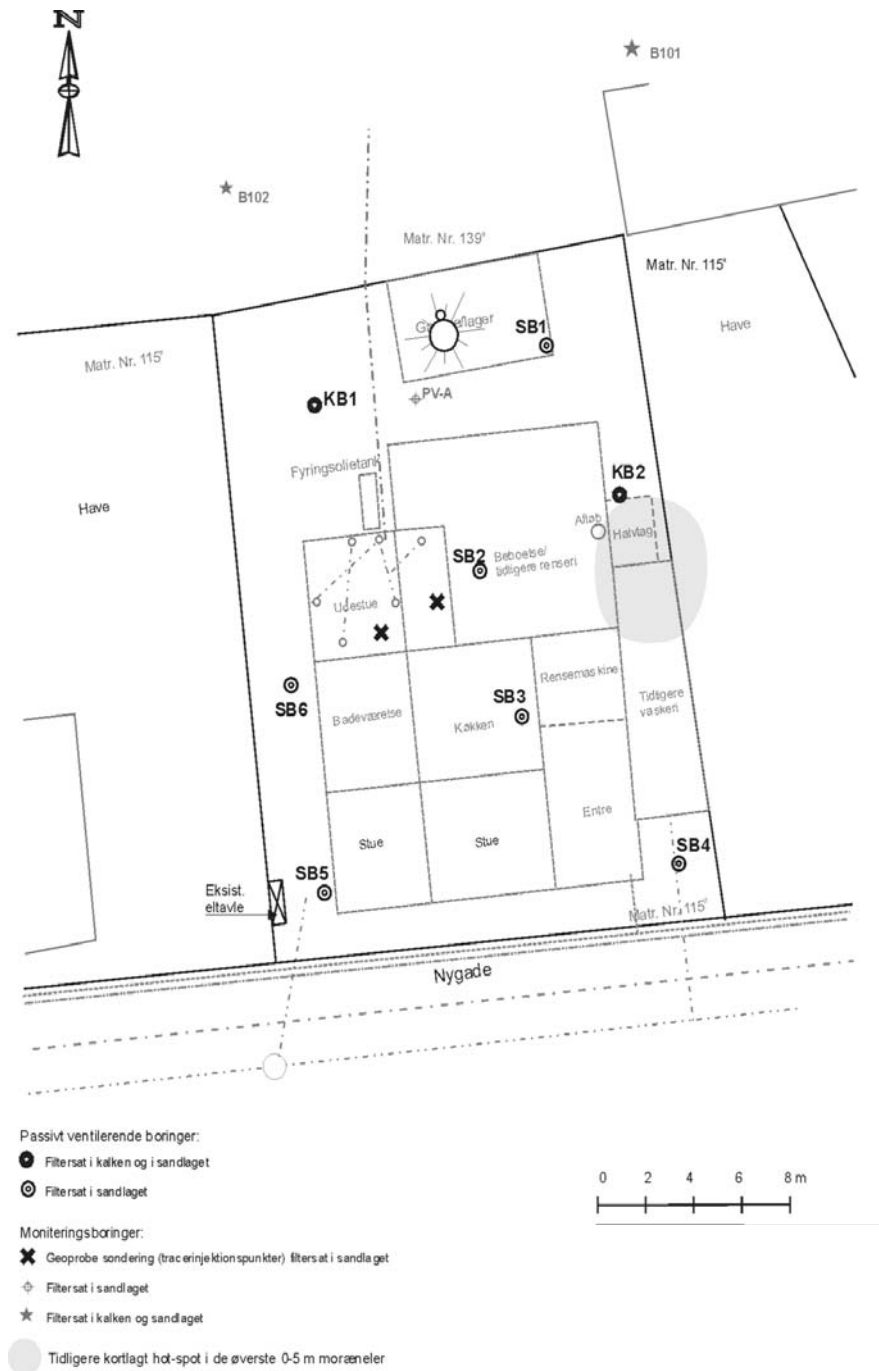 N
B101
B102
Matr. Nr. 139ª
Matr. Nr. 115
SB1
Matr. Nr. 115
Have
KB1
PV-A
Fyringsolietank
KB2
Have
Afløb
Halvtag
SB2
Beboelse/
tidligere renseri
Udestue
Rensemaskine
SB6
Badeværelse
SB3
Køkken
Tidligere
vaskeri
Entre
Stue
Stue
SB4
SB5
Eksist.
eltavle
Matr. Nr. 115
Nygade
Passivt ventilerende boringer:
Filtersat i kalken og i sandlaget
Filtersat i sandlaget
0 2 4 6 8 m
Moniteringsboringer:
Geoprobe sondering (tracerinjektionspunkter) filtersat i sandlaget
Filtersat i sandlaget
Filtersat i kalken og sandlaget
Tidligere kortlagt hot-spot i de øverste 0-5 m moræneler